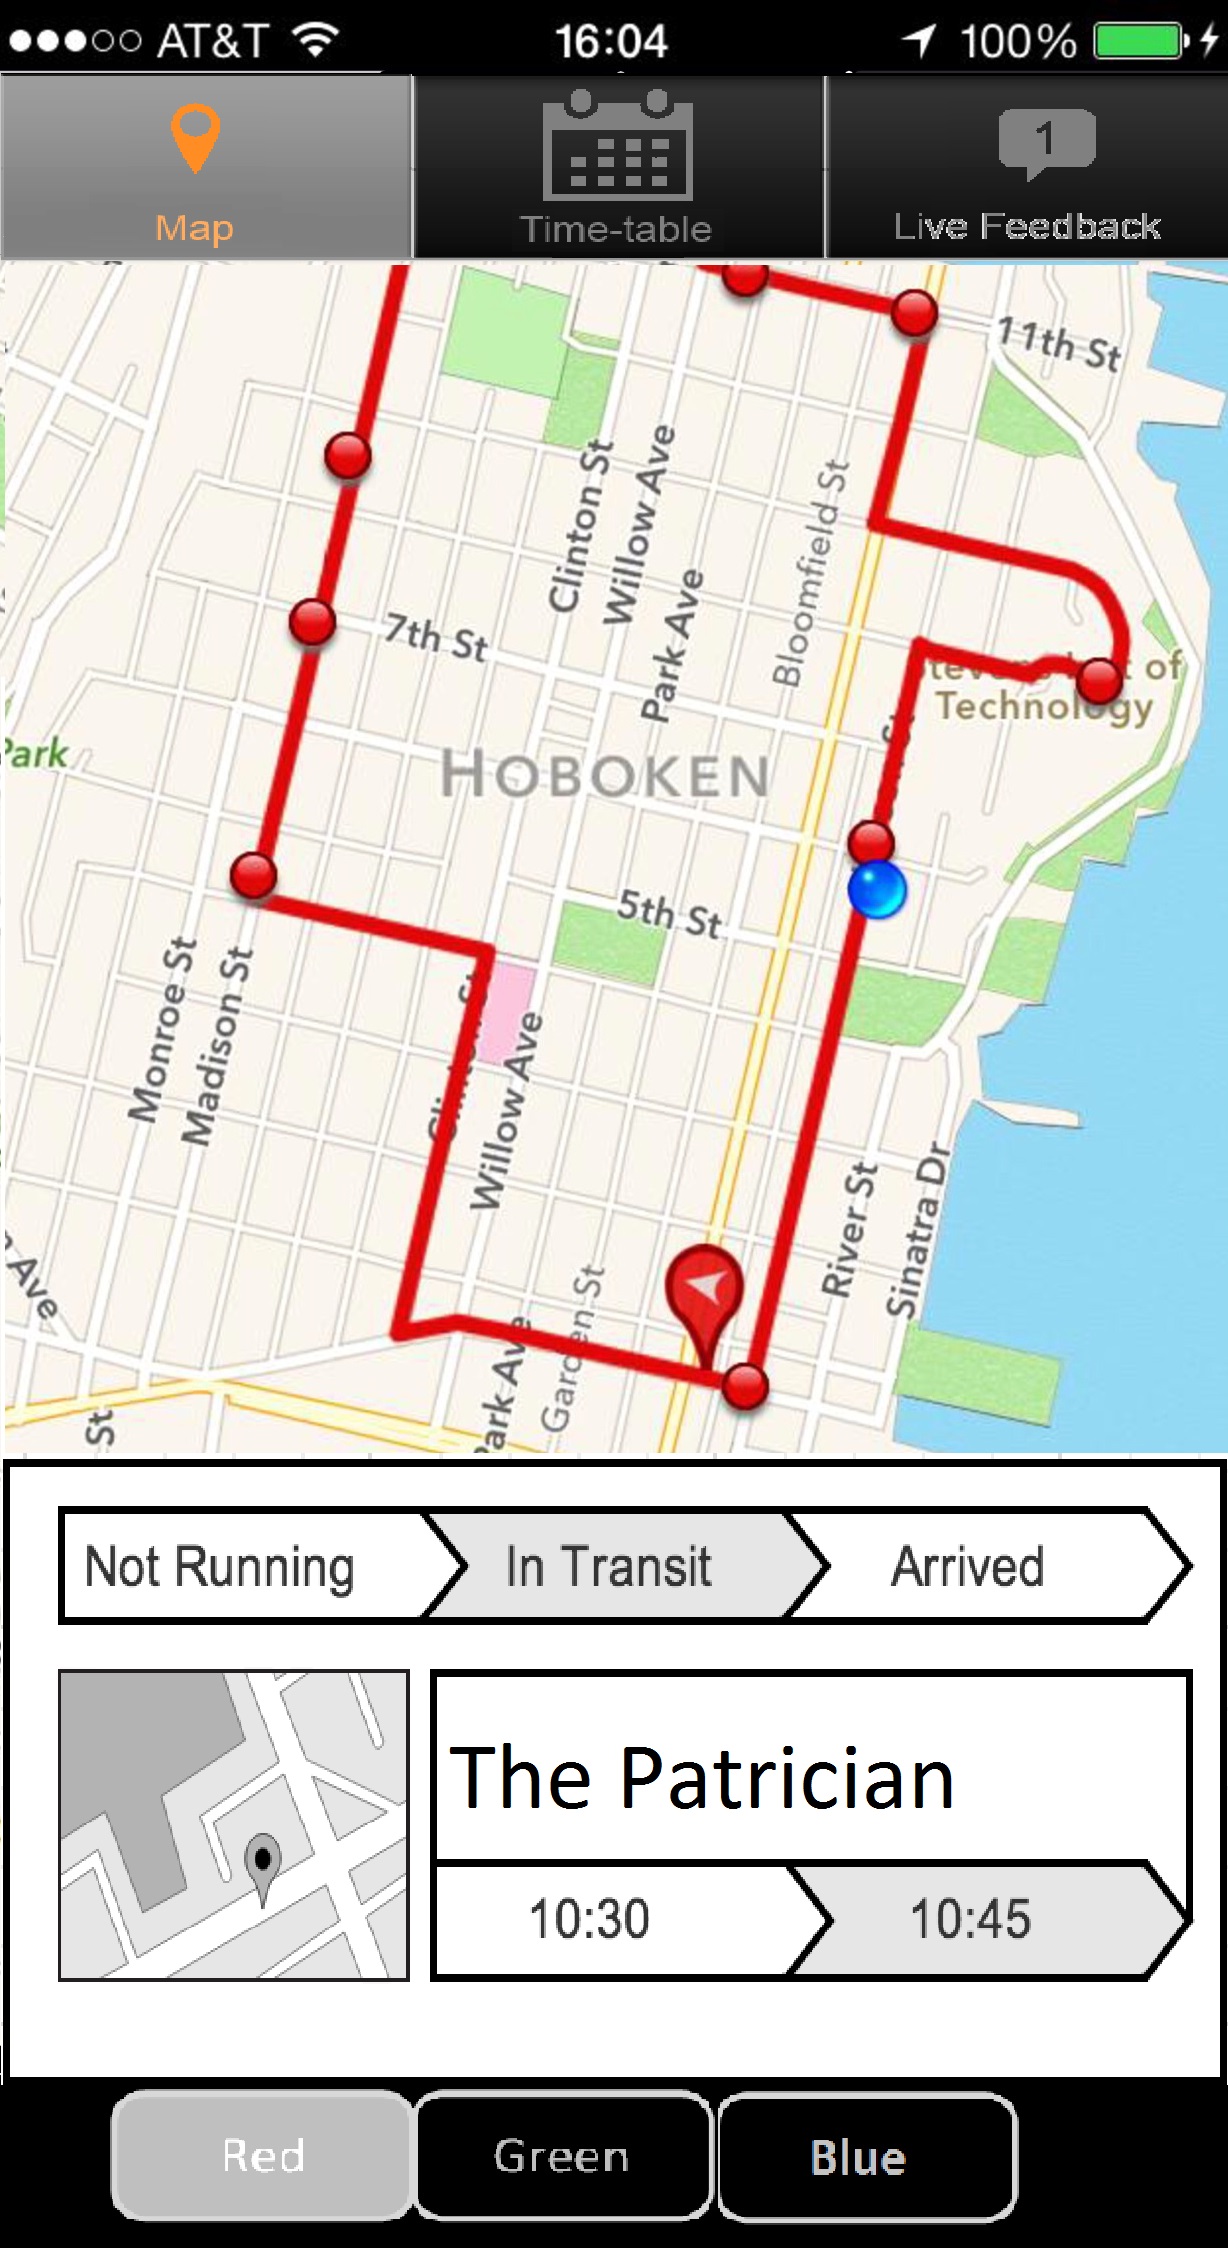 AT&T 16:04 100%
Map
Time-table
1
Live Feedback
11th St
Clinton St
Willow Ave
Bloomfield St
Park Ave
7th St
of
Technology
Park
HOBOKEN
5th St
Monroe St
Madison St
Clinton St
Willow Ave
River St
Sinatra Dr
Ave
Garden St
Park Ave
St
Not Running
In Transit
Arrived
The Patrician
10:30
10:45
Red
Green
Blue